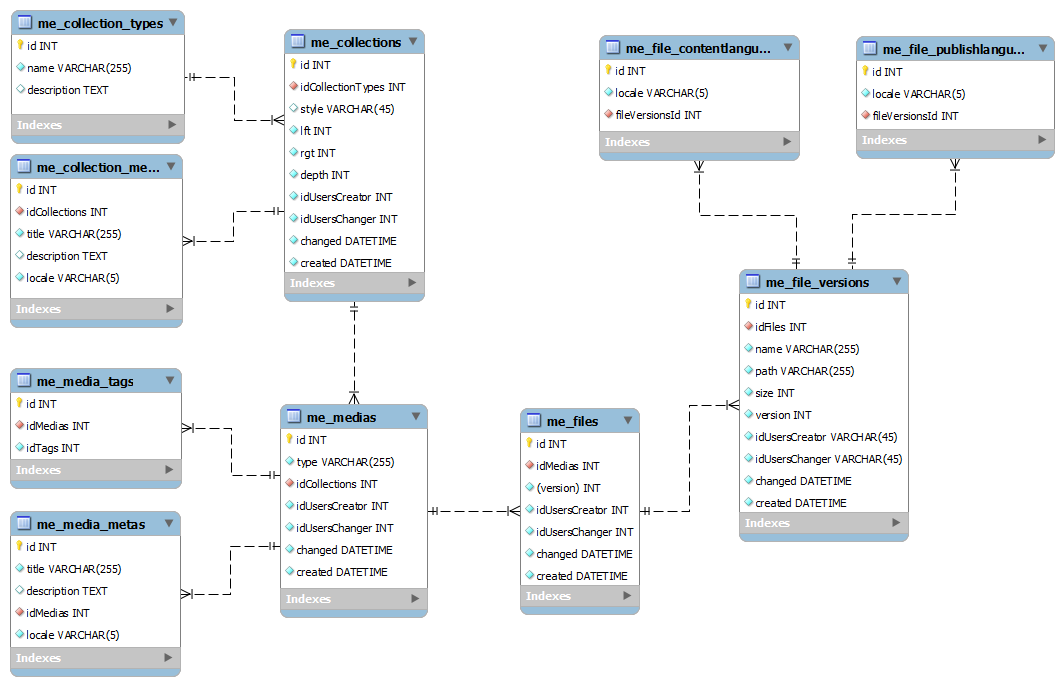 me_collection_types
id INT
name VARCHAR(255)
description TEXT
Indexes
me_collections
id INT
idCollectionTypes INT
style VARCHAR(45)
lft INT
rgt INT
depth INT
idUsersCreator INT
idUsersChanger INT
changed DATETIME
created DATETIME
Indexes
me_file_contentlangu...
id INT
locale VARCHAR(5)
fileVersionsId INT
Indexes
me_file_publishlangu...
id INT
locale VARCHAR(5)
fileVersionsId INT
Indexes
me_collection_me...
id INT
idCollections INT
title VARCHAR(255)
description TEXT
locale VARCHAR(5)
Indexes
me_file_versions
id INT
idFiles INT
name VARCHAR(255)
path VARCHAR(255)
size INT
version INT
idUsersCreator VARCHAR(45)
idUsersChanger VARCHAR(45)
changed DATETIME
created DATETIME
Indexes
me_media_tags
id INT
idMedias INT
idTags INT
Indexes
me_medias
id INT
type VARCHAR(255)
idCollections INT
idUsersCreator INT
idUsersChanger INT
changed DATETIME
created DATETIME
Indexes
me_files
id INT
idMedias INT
(version) INT
idUsersCreator INT
idUsersChanger INT
changed DATETIME
created DATETIME
Indexes
me_media_metas
id INT
title VARCHAR(255)
description TEXT
idMedias INT
locale VARCHAR(5)
Indexes